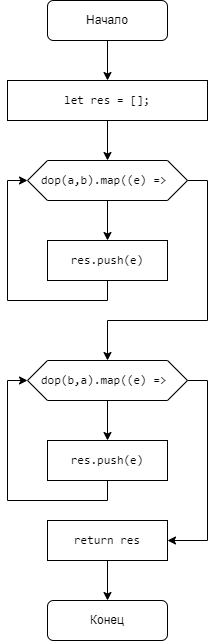 Начало
let res = [];
dop(a,b).map((e) =>
res.push(e)
dop(b,a).map((e) =>
res.push(e)
return res
Конец